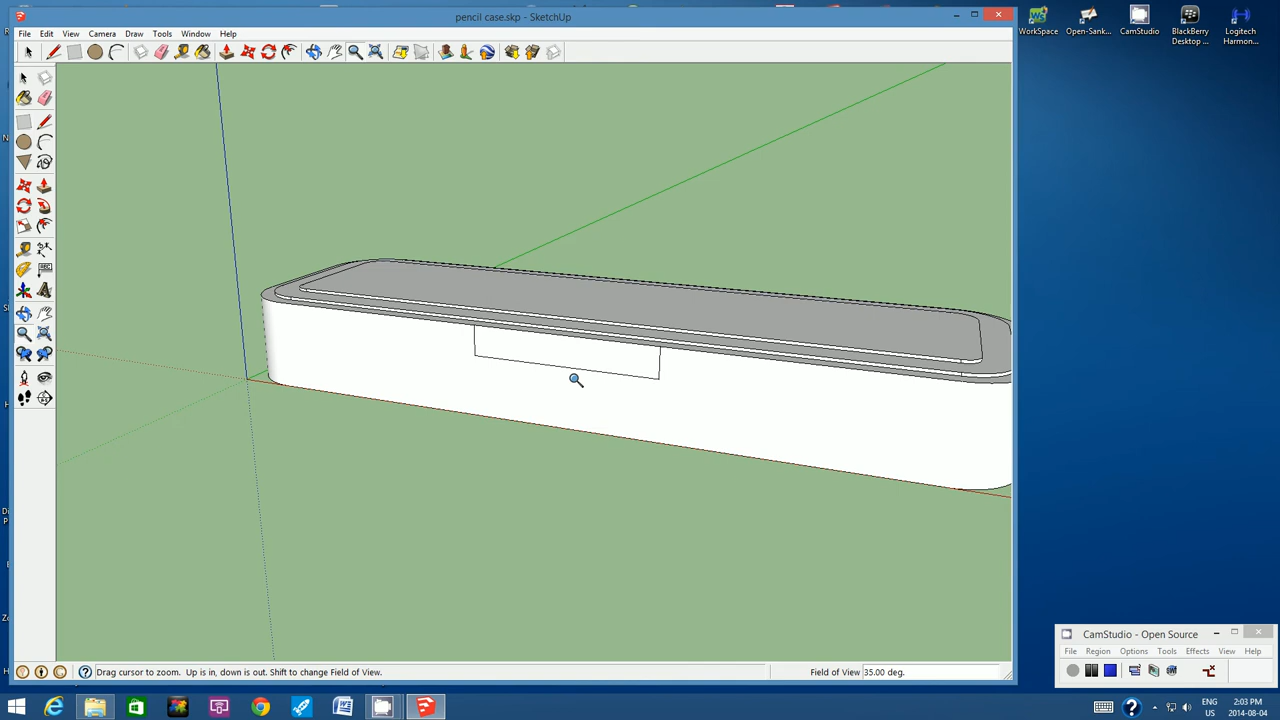 pencil case.skp - SketchUp
File Edit View Camera Draw Tools Window Help
WorkSpace
Open-Sank...
CamStudio
BlackBerry Desktop ...
Logitech Harmon...
CamStudio - Open Source
File Region Options Tools Effects View Help
Drag cursor to zoom. Up is in, down is out. Shift to change Field of View.
Field of View 35.00 deg.
ENG 2:03 PM
US 2014-08-04